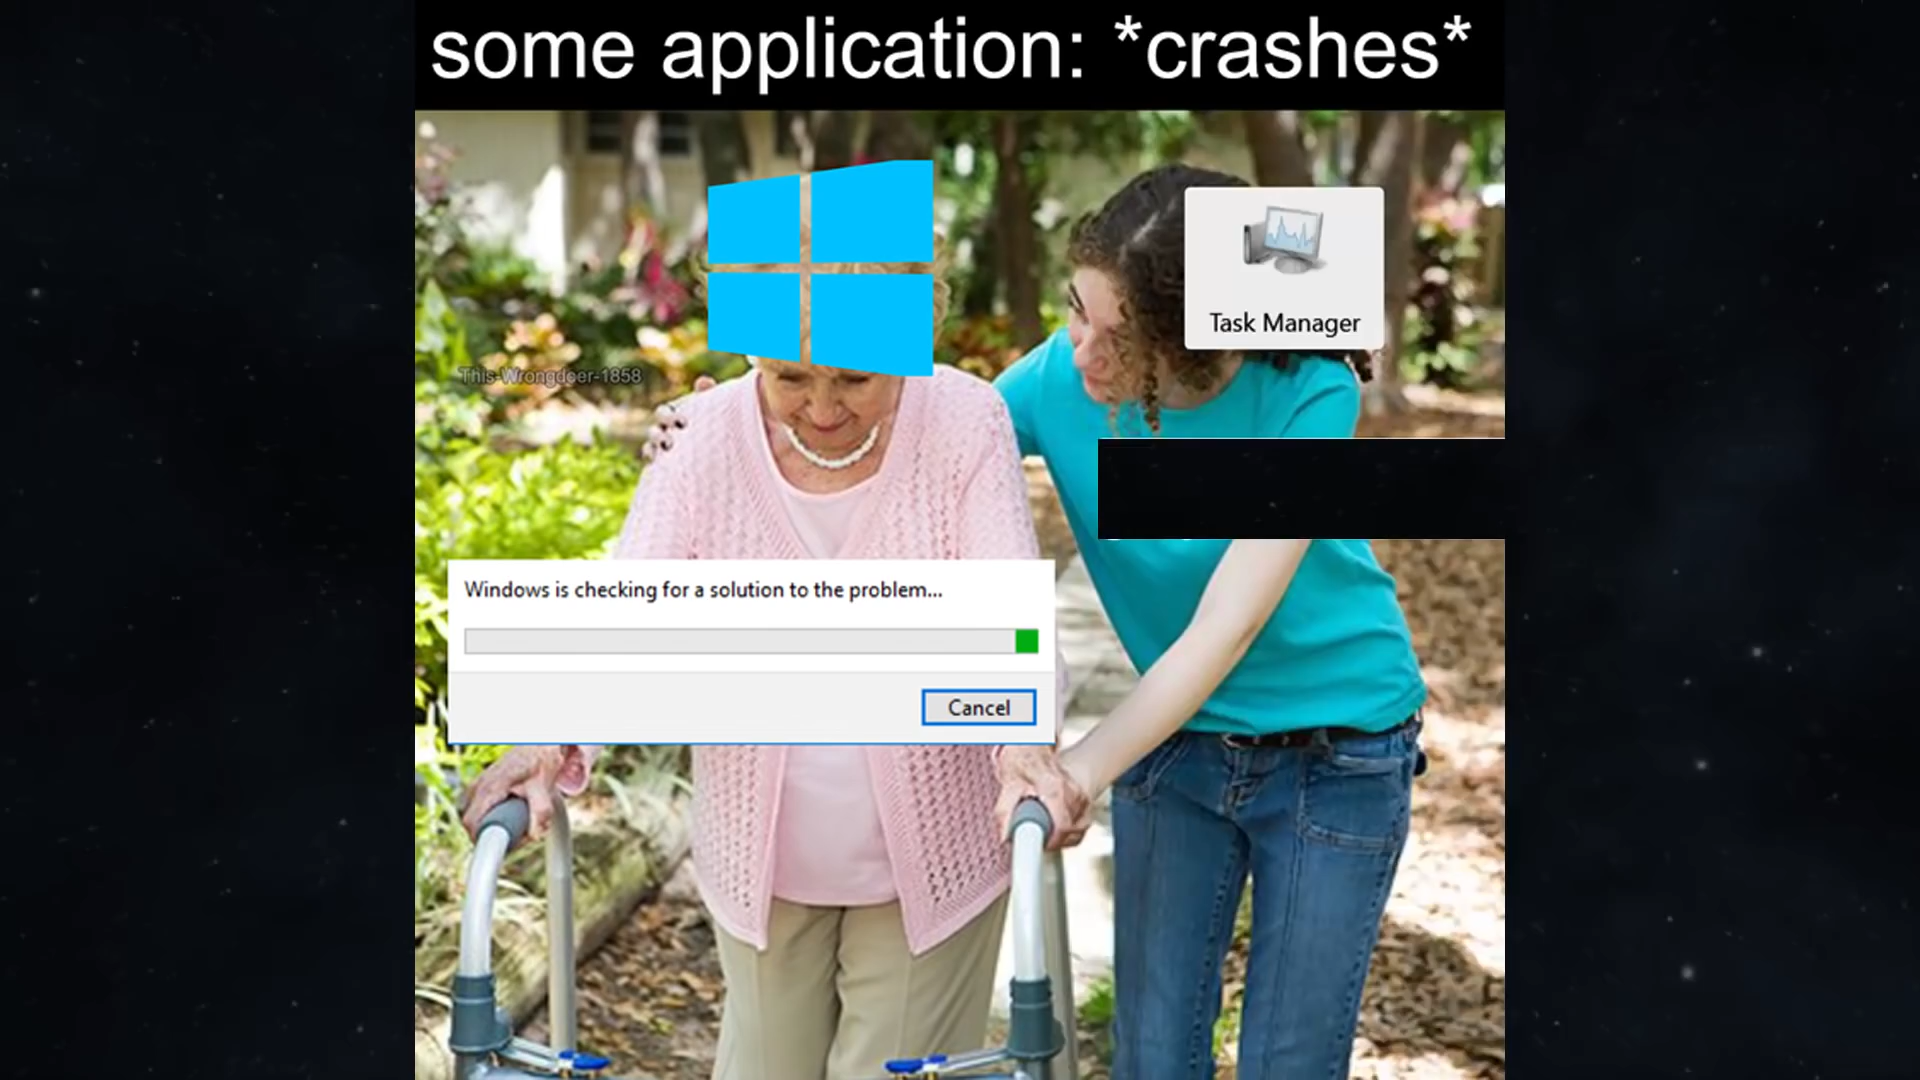 some application: *crashes*
Task Manager
This-Wrongdoer-1858
Windows is checking for a solution to the problem...
Cancel